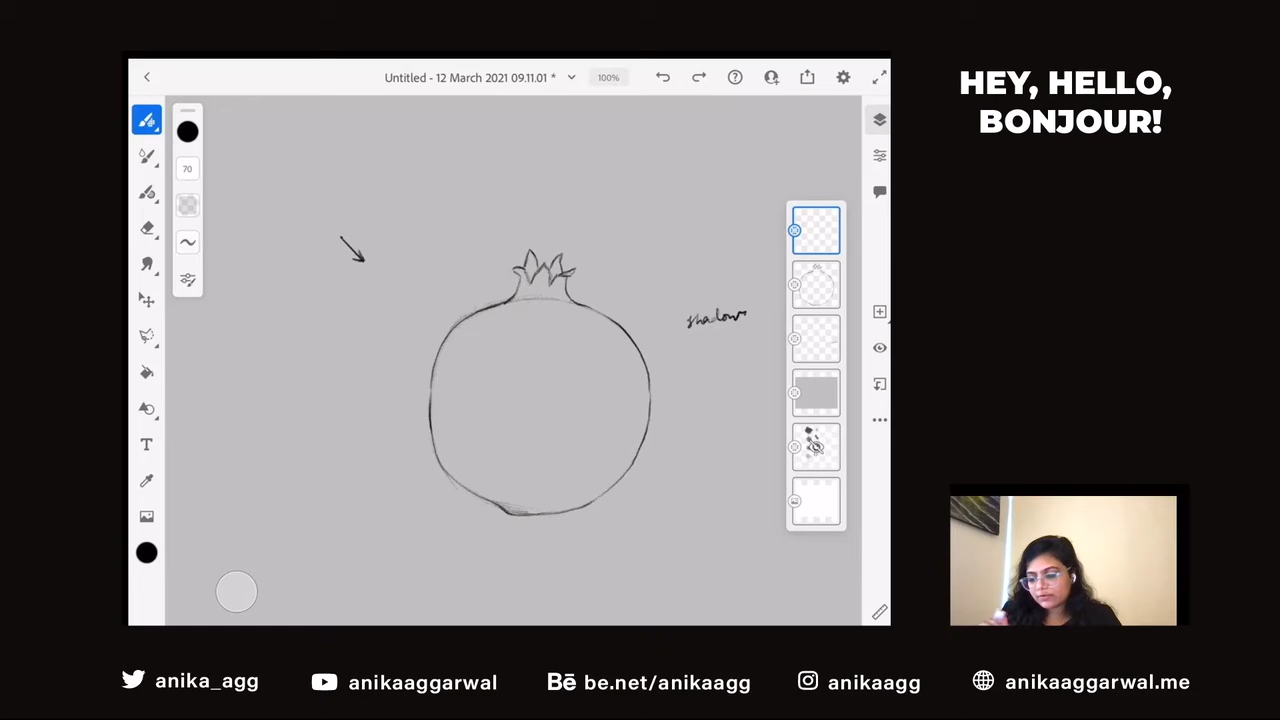 Untitled - 12 March 2021 09.11.01 *
100%
HEY, HELLO,
BONJOUR!
70
shadow
T
anika_agg
anikaaggarwal
Bē be.net/anikaagg
anikaagg
anikaaggarwal.me